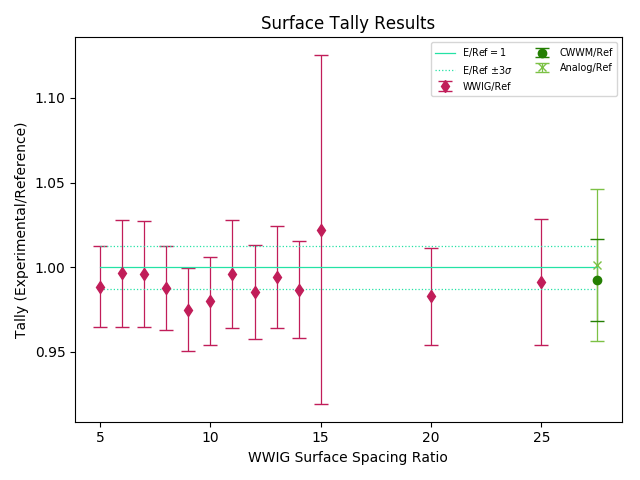 Surface Tally Results
E/Ref = 1
E/Ref ±3σ
WWIG/Ref
CWWM/Ref
Analog/Ref
Tally (Experimental/Reference)
1.10
1.05
1.00
0.95
5 10 15 20 25
WWIG Surface Spacing Ratio